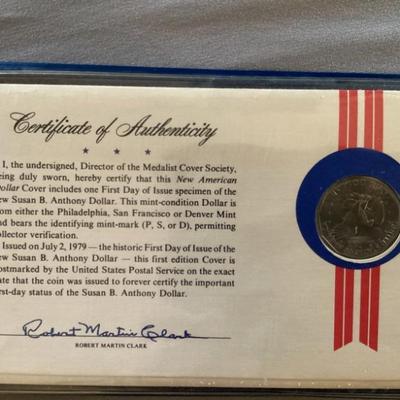 Certificate of Authenticity
I, the undersigned, Director of the Medalist Cover Society,
eing duly sworn, hereby certify that this New American
Dollar Cover includes one First Day of Issue specimen of the
ew Susan B. Anthony Dollar. This mint-condition Dollar is
rom either the Philadelphia, San Francisco or Denver Mint
nd bears the identifying mint-mark (P, S, or D), permitting
ollector verification.
Issued on July 2, 1979 — the historic First Day of Issue of the
ew Susan B. Anthony Dollar — this first edition Cover is
ostmarked by the United States Postal Service on the exact
ate that the coin was issued to forever certify the important
irst-day status of the Susan B. Anthony Dollar.
Robert Martin Clark
ROBERT MARTIN CLARK